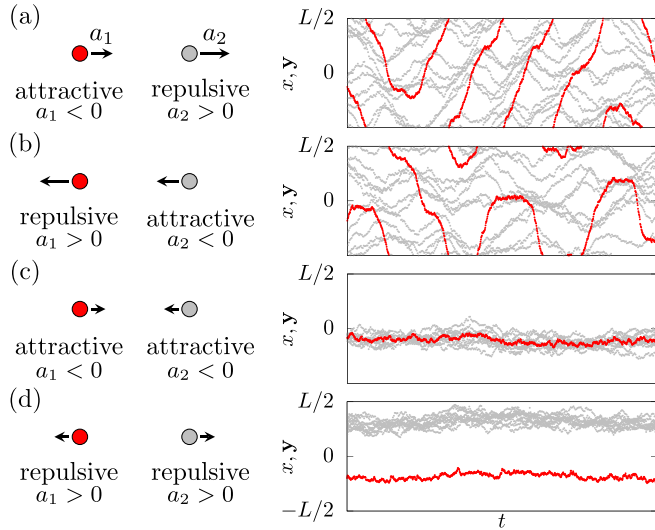 (a)
a₁ a₂
attractive repulsive
a₁ < 0 a₂ > 0
L/2
x, y
0
(b)
repulsive attractive
a₁ > 0 a₂ < 0
L/2
x, y
0
(c)
attractive attractive
a₁ < 0 a₂ < 0
L/2
x, y
0
(d)
repulsive repulsive
a₁ > 0 a₂ > 0
L/2
x, y
0
−L/2
t